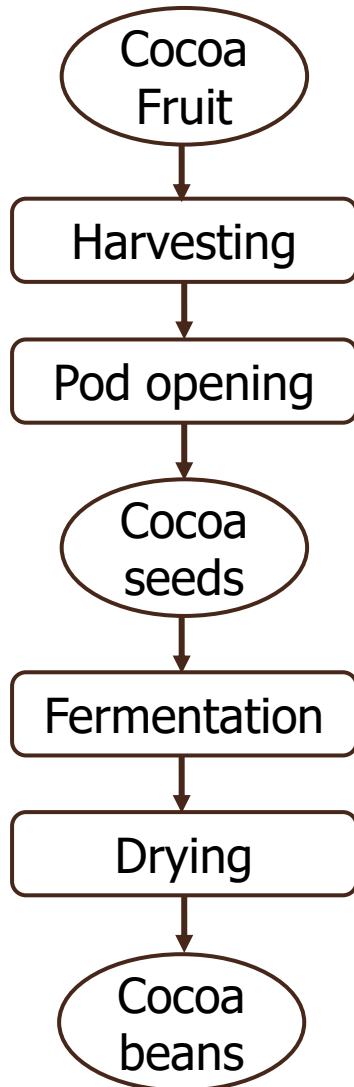 Cocoa
Fruit
Harvesting
Pod opening
Cocoa
seeds
Fermentation
Drying
Cocoa
beans